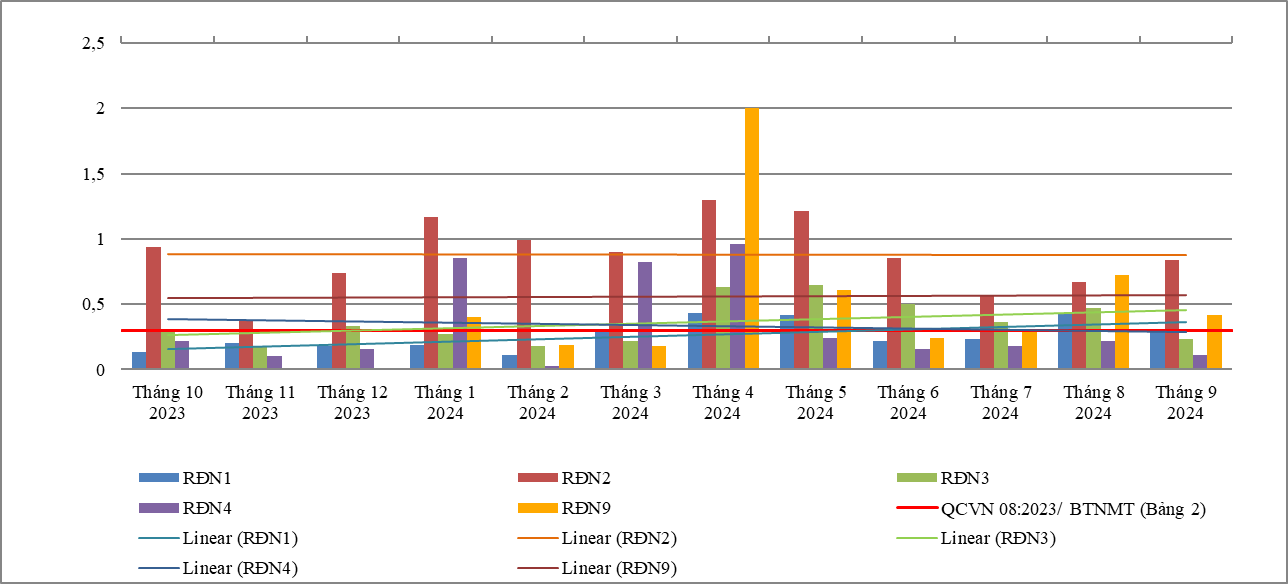 2,5
2
1,5
1
0,5
0
Tháng 10 2023
Tháng 11 2023
Tháng 12 2023
Tháng 1 2024
Tháng 2 2024
Tháng 3 2024
Tháng 4 2024
Tháng 5 2024
Tháng 6 2024
Tháng 7 2024
Tháng 8 2024
Tháng 9 2024
RĐN1
RĐN2
RĐN3
RĐN4
RĐN9
QCVN 08:2023/ BTNMT (Bảng 2)
Linear (RĐN1)
Linear (RĐN2)
Linear (RĐN3)
Linear (RĐN4)
Linear (RĐN9)